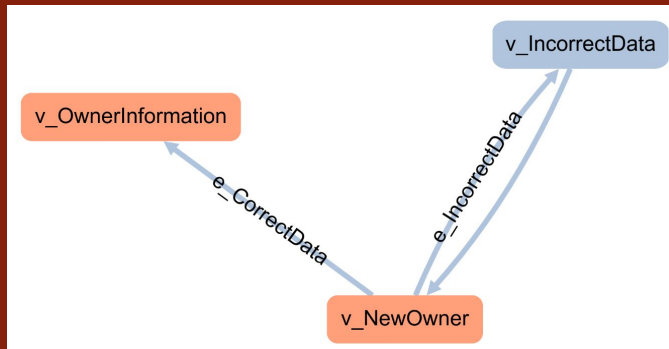 v_IncorrectData
v_OwnerInformation
e_IncorrectData
e_CorrectData
v_NewOwner